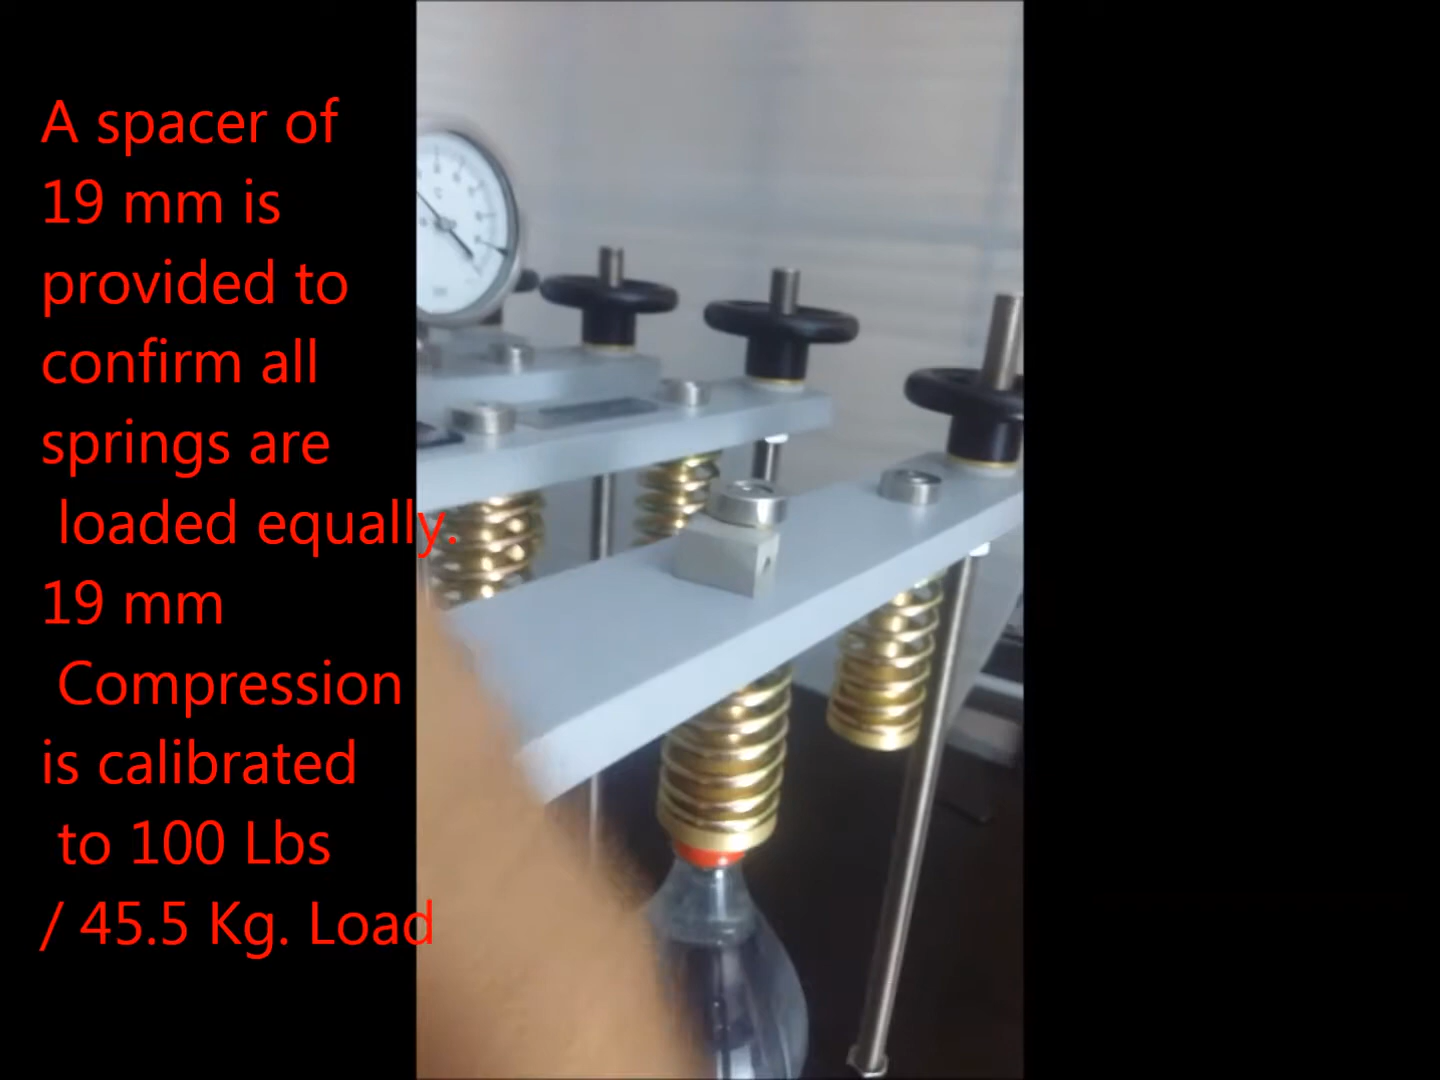 A spacer of
19 mm is
provided to
confirm all
springs are
loaded equally.
19 mm
Compression
is calibrated
to 100 Lbs
/ 45.5 Kg. Load